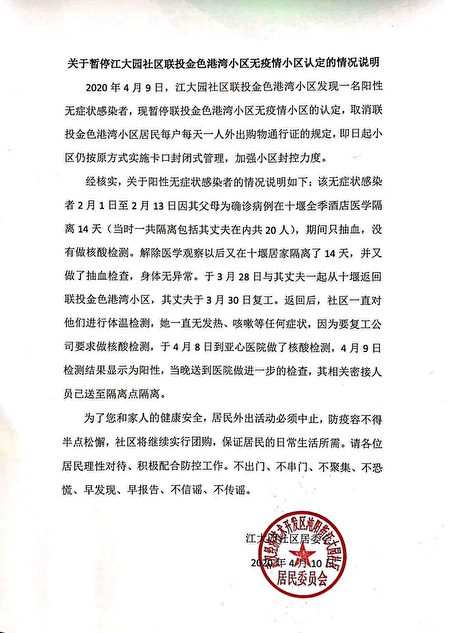 关于暂停江大园社区联投金色港湾小区无疫情小区认定的情况说明
2020 年 4 月 9 日，江大园社区联投金色港湾小区发现一名阳性
无症状感染者，现暂停联投金色港湾小区无疫情小区的认定，取消联
投金色港湾小区居民每户每天一人外出购物通行证的规定，即日起小
区仍按原方式实施卡口封闭式管理，加强小区封控力度。
经核实，关于阳性无症状感染者的情况说明如下：该无症状感染
者 2 月 1 日至 2 月 13 日因其父母为确诊病例在十堰全季酒店医学隔
离 14 天（当时一共隔离包括其丈夫在内共 20 人），期间只抽血，没
有做核酸检测。解除医学观察以后又在十堰居家隔离了 14 天，并又
做了抽血检查，身体无异常。于 3 月 28 日与其丈夫一起从十堰返回
联投金色港湾小区，其丈夫于 3 月 30 日复工。返回后，社区一直对
他们进行体温检测，她一直无发热、咳嗽等任何症状，因为要复工公
司要求做核酸检测，于 4 月 8 日到亚心医院做了核酸检测，4 月 9 日
检测结果显示为阳性，当晚送到医院做进一步的检查，其相关密接人
员已送至隔离点隔离。
为了您和家人的健康安全，居民外出活动必须中止，防疫容不得
半点松懈，社区将继续实行团购，保证居民的日常生活所需。请各位
居民理性对待、积极配合防控工作。不出门、不串门、不聚集、不恐
慌、早发现、早报告、不信谣、不传谣。
江大园社区居委
2020 年 4 月 10 日
居民委员会